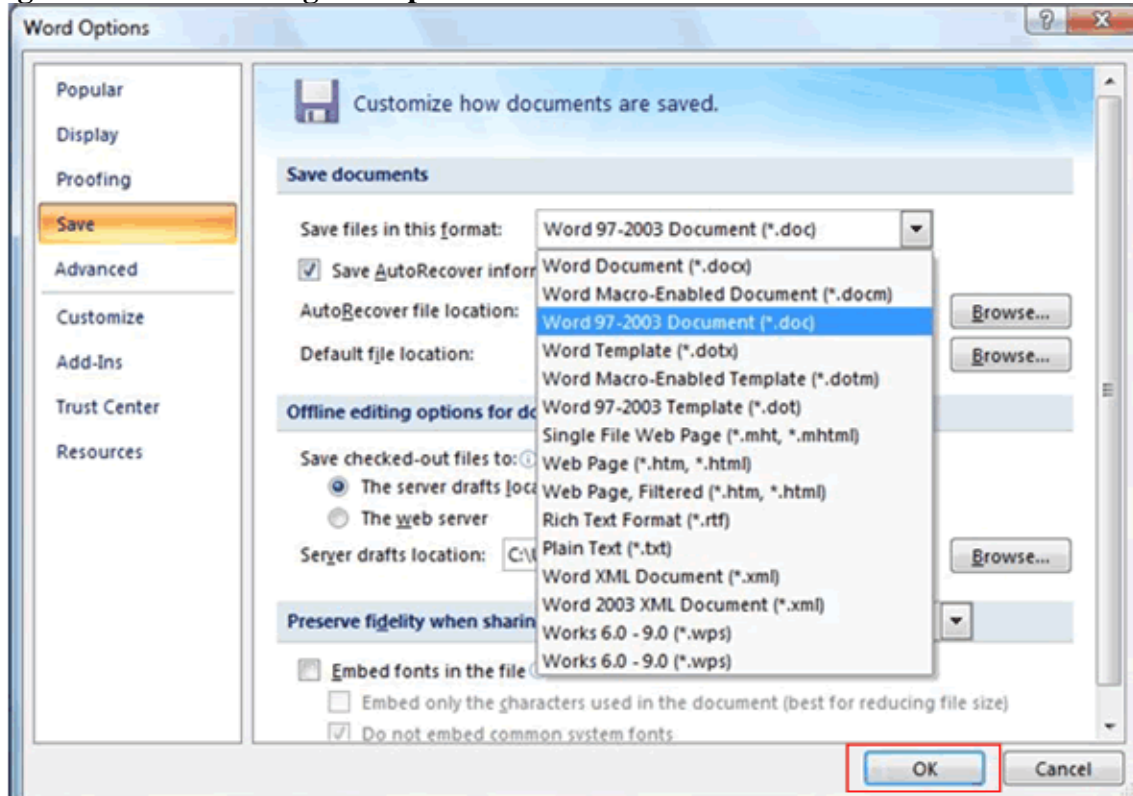 Word Options
Popular
Display
Proofing
Save
Advanced
Customize
Add-Ins
Trust Center
Resources
Customize how documents are saved.
Save documents
Save files in this format: Word 97-2003 Document (*.doc)
Save AutoRecover inforr
AutoRecover file location: Browse...
Default file location: Browse...
Word Document (*.docx)
Word Macro-Enabled Document (*.docm)
Word 97-2003 Document (*.doc)
Word Template (*.dotx)
Word Macro-Enabled Template (*.dotm)
Word 97-2003 Template (*.dot)
Single File Web Page (*.mht, *.mhtml)
Web Page (*.htm, *.html)
Web Page, Filtered (*.htm, *.html)
Rich Text Format (*.rtf)
Plain Text (*.txt)
Word XML Document (*.xml)
Word 2003 XML Document (*.xml)
Works 6.0 - 9.0 (*.wps)
Works 6.0 - 9.0 (*.wps)
Offline editing options for do
Save checked-out files to:
The server drafts loca
The web server
Server drafts location: C:\ Browse...
Preserve fidelity when sharin
Embed fonts in the file
Embed only the characters used in the document (best for reducing file size)
Do not embed common system fonts
OK Cancel